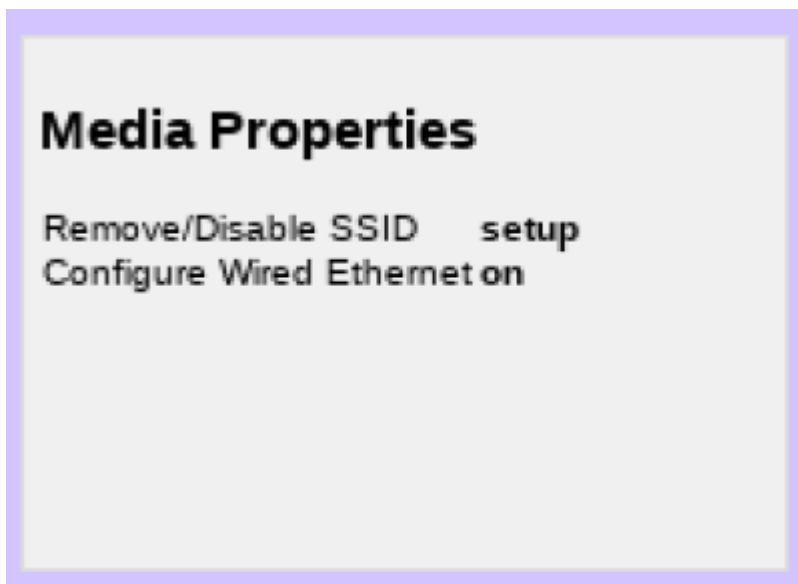 Media Properties
Remove/Disable SSID setup
Configure Wired Ethernet on